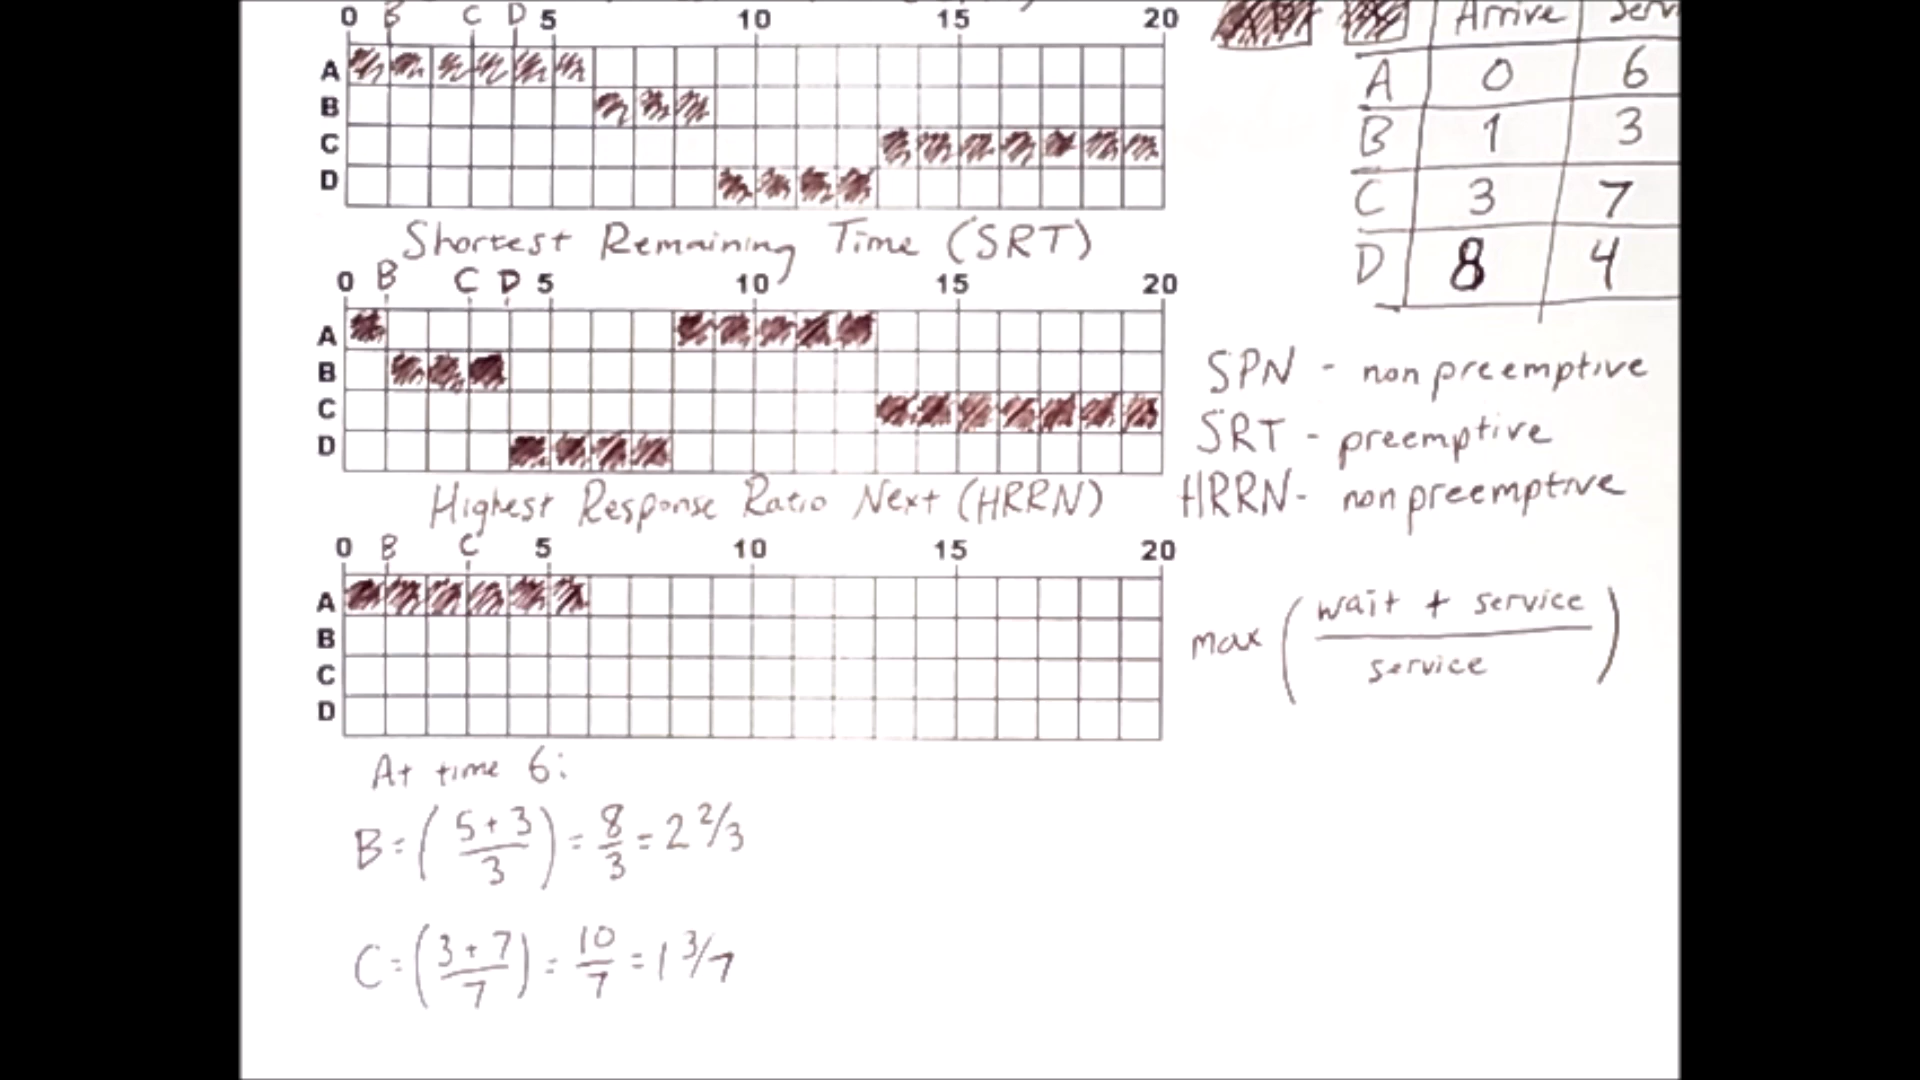 0 B C D 5 10 15 20
A
B
C
D
Shortest Remaining Time (SRT)
0 B C D 5 10 15 20
A
B
C
D
Highest Response Ratio Next (HRRN)
0 B C 5 10 15 20
A
B
C
D
At time 6:
B = (5+3/3) = 8/3 = 2 2/3
C = (3+7/7) = 10/7 = 1 3/7
Arrive
A 0 6
B 1 3
C 3 7
D 8 4
SPN - nonpreemptive
SRT - preemptive
HRRN - nonpreemptive
max (wait + service / service)